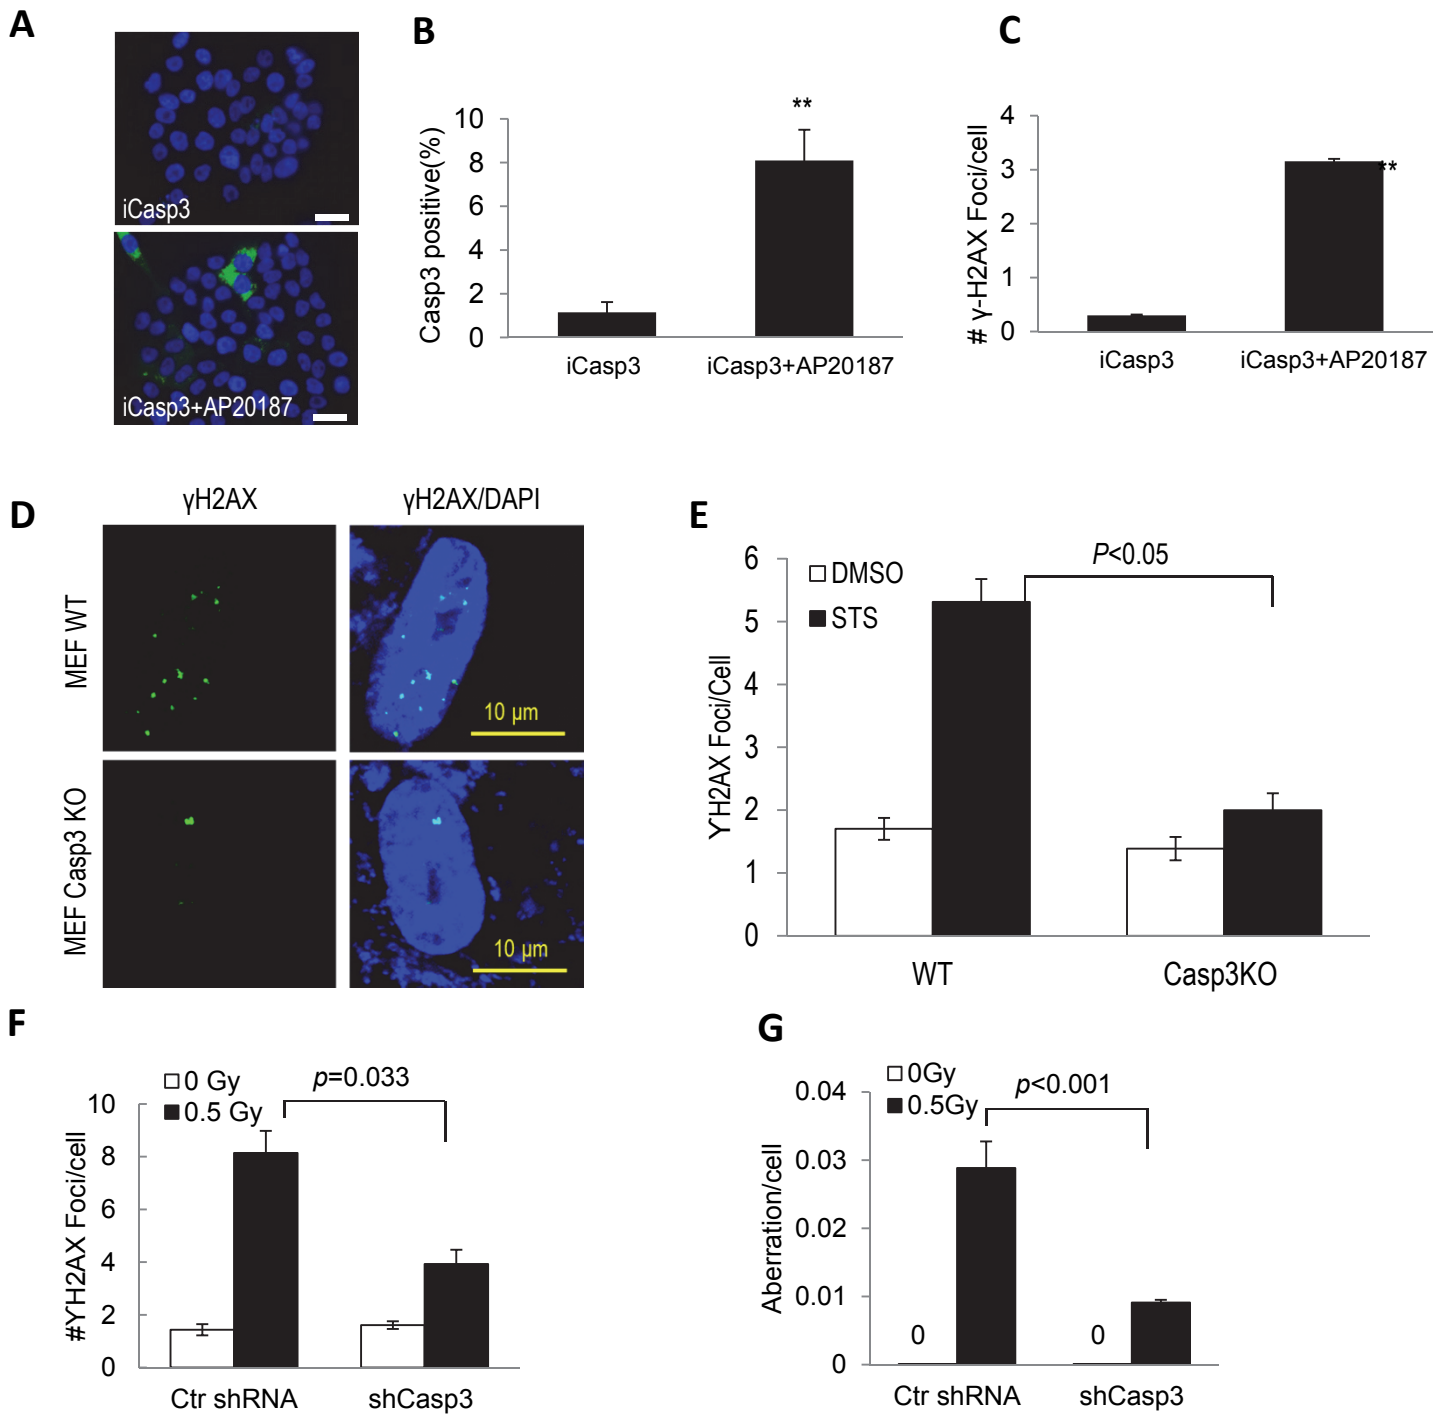 A
iCasp3
iCasp3+AP20187
B
Casp3 positive(%)
10
8
6
4
2
0
**
iCasp3
iCasp3+AP20187
C
# γ-H2AX Foci/cell
4
3
2
1
0
**
iCasp3
iCasp3+AP20187
D
γH2AX
γH2AX/DAPI
MEF WT
10 µm
MEF Casp3 KO
10 µm
E
ϒH2AX Foci/Cell
6
5
4
3
2
1
0
DMSO
STS
P<0.05
WT
Casp3KO
F
#ϒH2AX Foci/cell
10
8
6
4
2
0
0 Gy
0.5 Gy
p=0.033
Ctr shRNA
shCasp3
G
Aberration/cell
0.04
0.03
0.02
0.01
0
0Gy
0.5Gy
p<0.001
0
0
Ctr shRNA
shCasp3